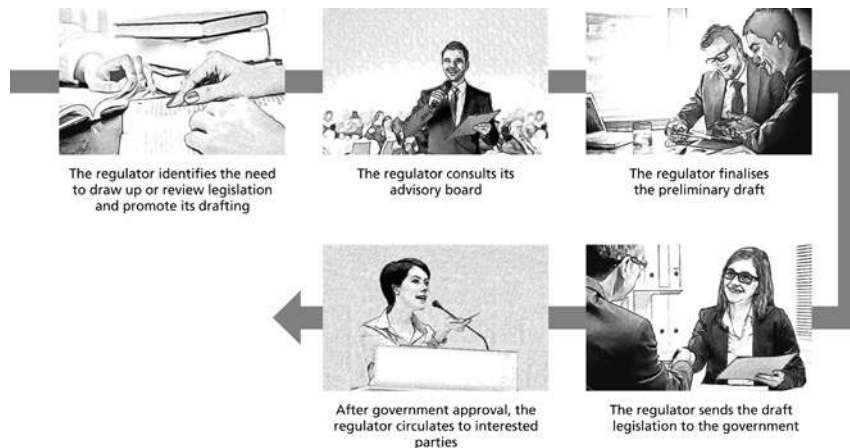 The regulator identifies the need
to draw up or review legislation
and promote its drafting
The regulator consults its
advisory board
The regulator finalises
the preliminary draft
The regulator sends the draft
legislation to the government
After government approval, the
regulator circulates to interested
parties